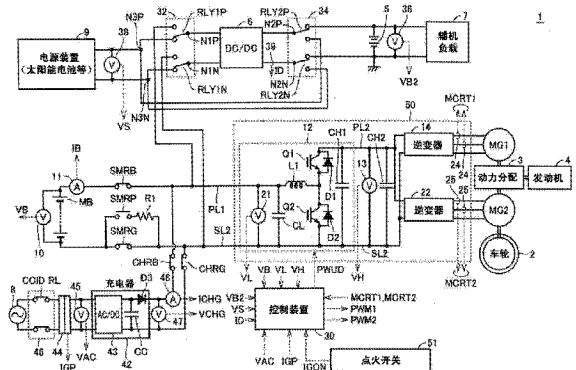 1
9
N3P
38
32
RLY1P
N1P
6
RLY2P
N2P
34
5
36
7
电源装置
(太阳能电池等)
DC/DC
39
辅机
负载
N1N
ID
N2N
RLY1N
RLY2N
VS
N3N
VB2
50
MCRT1
12
CH1
PL2
CH2
14
IB
Q1
逆变器
24
MG1
3
4
11
SMRB
L1
13
D1
24
动力分配
发动机
MB
SMRP
R1
PL1
21
Q2
22
25
VB
SMRG
SL2
CL
D2
逆变器
25
MG2
10
车轮
2
SL2
CHRB
CHRG
VL
VB
VL
VH
PWUD
VH
MCRT2
8
CCID RL
45
充电器
D3
46
ICHG
VB2
VS
ID
控制装置
MCRT1,MCRT2
PWM1
PWM2
AC/DC
VCHG
47
30
51
46
44
VAC
43
CC
42
IGP
VAC
IGP
IGON
点火开关